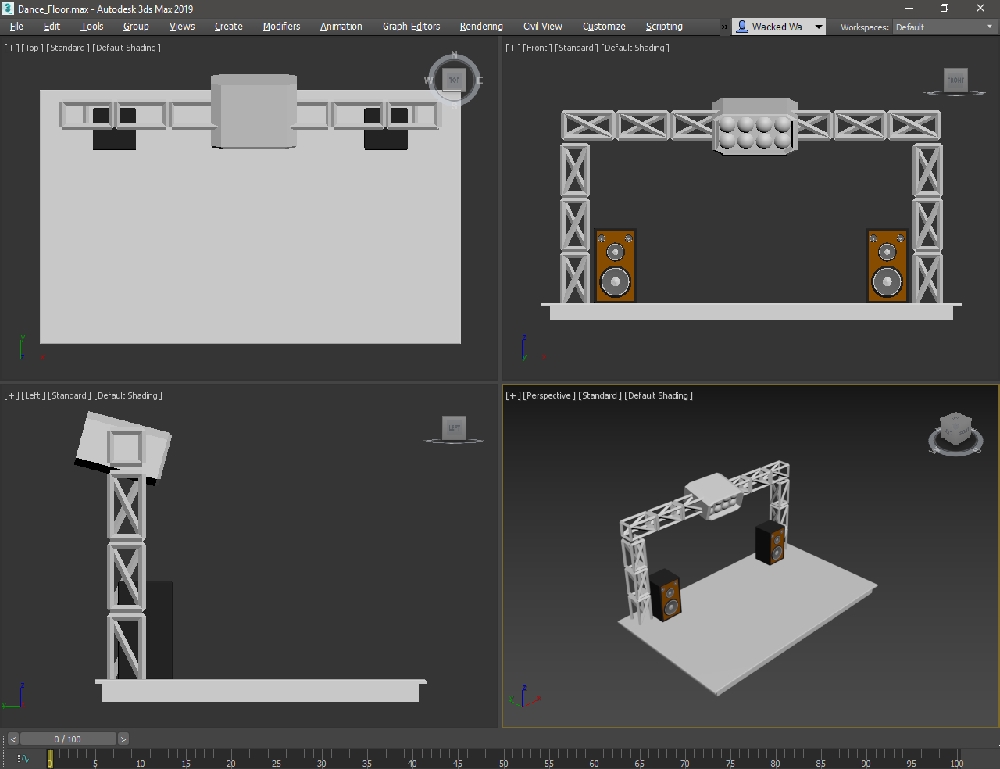 Dance_Floor.max - Autodesk 3ds Max 2019
File Edit Tools Group Views Create Modifiers Animation Graph Editors Rendering Civil View Customize Scripting » Wacked Wa Workspaces: Default
[+] [Top] [Standard] [Default Shading]
N
W TOP E
[+] [Front] [Standard] [Default Shading]
FRONT
y
x
z
[+] [Left] [Standard] [Default Shading]
LEFT
[+] [Perspective] [Standard] [Default Shading]
z
z
< 0 / 100 >
0 5 10 15 20 25 30 35 40 45 50 55 60 65 70 75 80 85 90 95 100